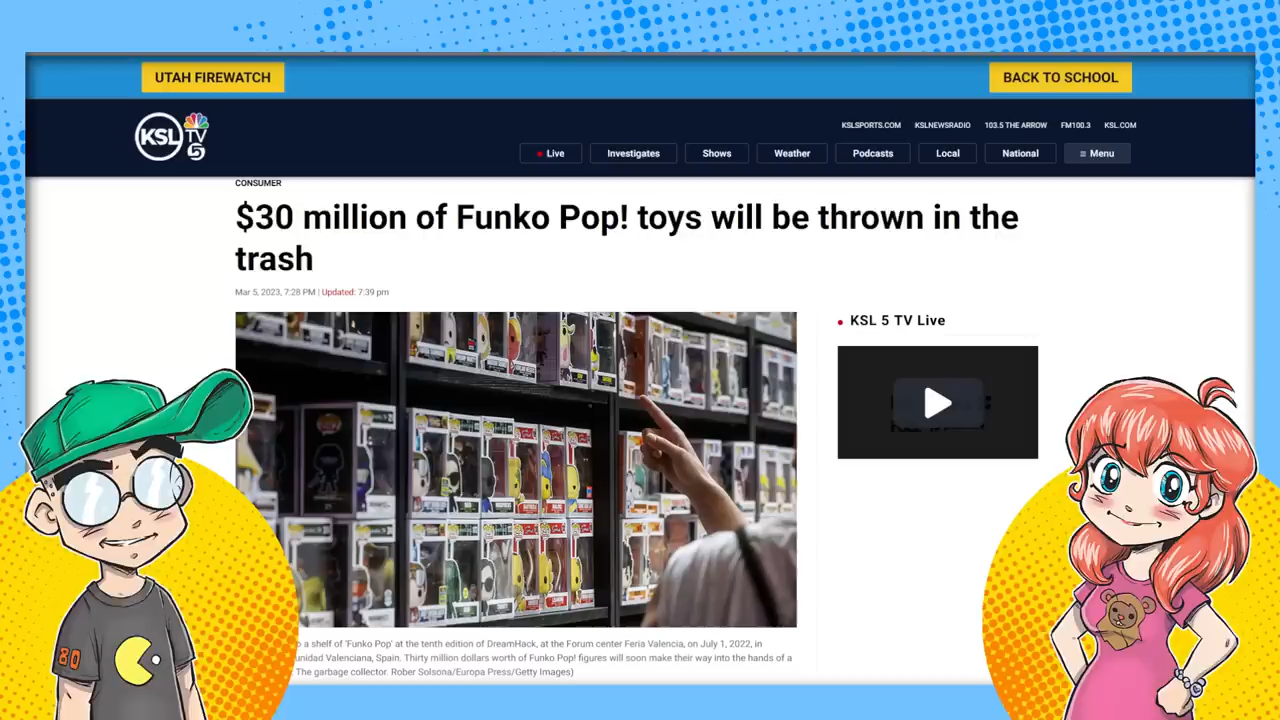 UTAH FIREWATCH
BACK TO SCHOOL
KSL TV 5
KSLSPORTS.COM KSLNEWSRADIO 103.5 THE ARROW FM100.3 KSL.COM
Live Investigates Shows Weather Podcasts Local National Menu
CONSUMER
$30 million of Funko Pop! toys will be thrown in the
trash
Mar 5, 2023, 7:28 PM | Updated: 7:39 pm
KSL 5 TV Live
a shelf of 'Funko Pop' at the tenth edition of DreamHack, at the Forum center Feria Valencia, on July 1, 2022, in
Valenciana, Spain. Thirty million dollars worth of Funko Pop! figures will soon make their way into the hands of a
The garbage collector. Rober Solsona/Europa Press/Getty Images)
80